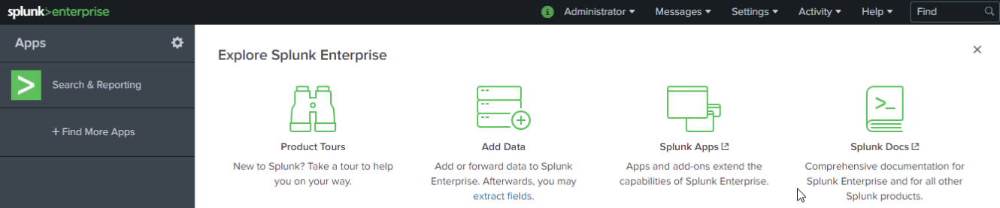 splunk>enterprise
i Administrator Messages Settings Activity Help Find
Apps
Search & Reporting
+ Find More Apps
Explore Splunk Enterprise
Product Tours
New to Splunk? Take a tour to help
you on your way.
Add Data
Add or forward data to Splunk
Enterprise. Afterwards, you may
extract fields.
Splunk Apps
Apps and add-ons extend the
capabilities of Splunk Enterprise.
Splunk Docs
Comprehensive documentation for
Splunk Enterprise and for all other
Splunk products.